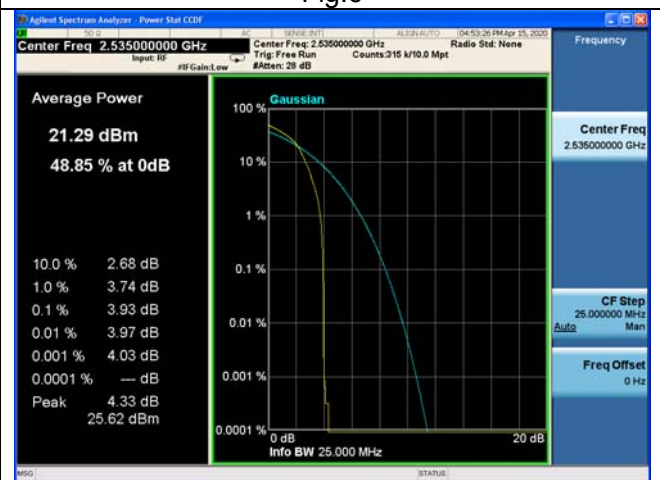 Agilent Spectrum Analyzer - Power Stat CCDF
50 Ω AC SENSE:INT ALIGN AUTO 04:53:26 PM Apr 15, 2020
Center Freq 2.535000000 GHz
Input: RF
#IFGain:Low
Center Freq: 2.535000000 GHz
Trig: Free Run Counts:315 k/10.0 Mpt
#Atten: 28 dB
Radio Std: None
Frequency
Average Power
21.29 dBm
48.85 % at 0dB
10.0 % 2.68 dB
1.0 % 3.74 dB
0.1 % 3.93 dB
0.01 % 3.97 dB
0.001 % 4.03 dB
0.0001 % --- dB
Peak 4.33 dB
25.62 dBm
Gaussian
100 %
10 %
1 %
0.1 %
0.01 %
0.001 %
0.0001 %
0 dB 20 dB
Info BW 25.000 MHz
Center Freq
2.535000000 GHz
CF Step
25.000000 MHz
Auto Man
Freq Offset
0 Hz
MSG STATUS